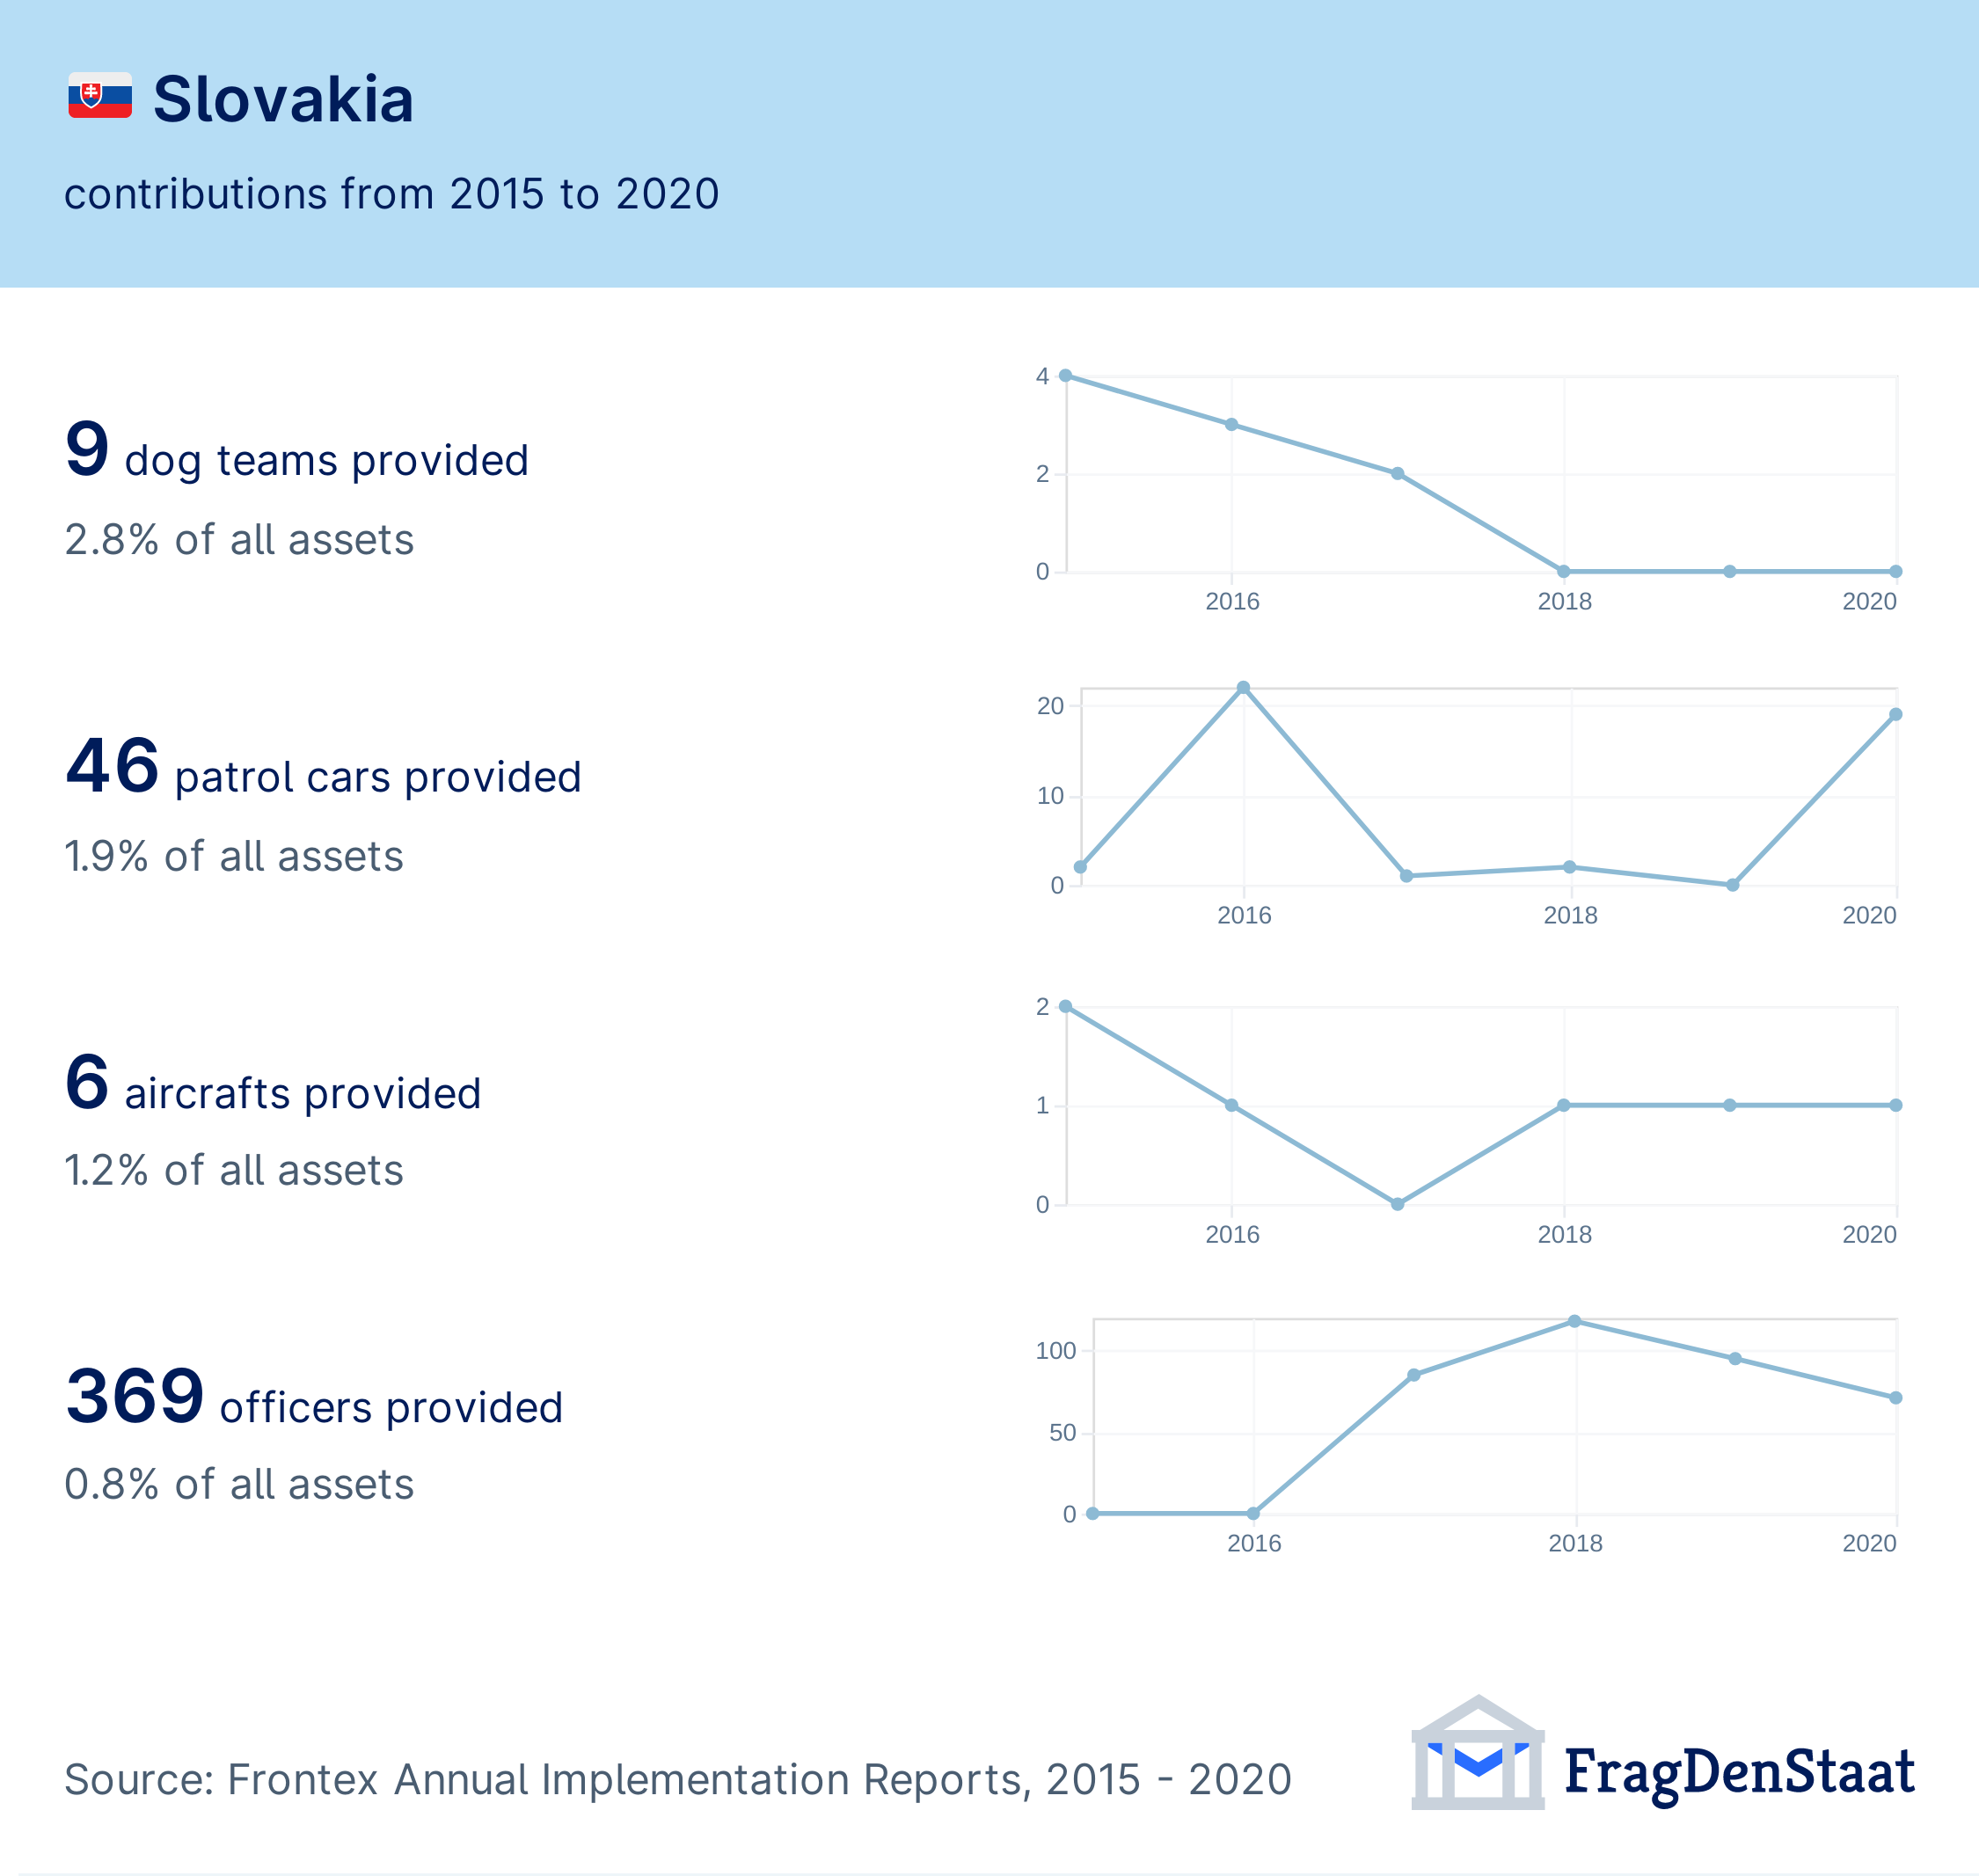 Slovakia
contributions from 2015 to 2020
9 dog teams provided
2.8% of all assets
4
2
0
2016 2018 2020
46 patrol cars provided
1.9% of all assets
20
10
0
2016 2018 2020
6 aircrafts provided
1.2% of all assets
2
1
0
2016 2018 2020
369 officers provided
0.8% of all assets
100
50
0
2016 2018 2020
Source: Frontex Annual Implementation Reports, 2015 - 2020
FragDenStaat